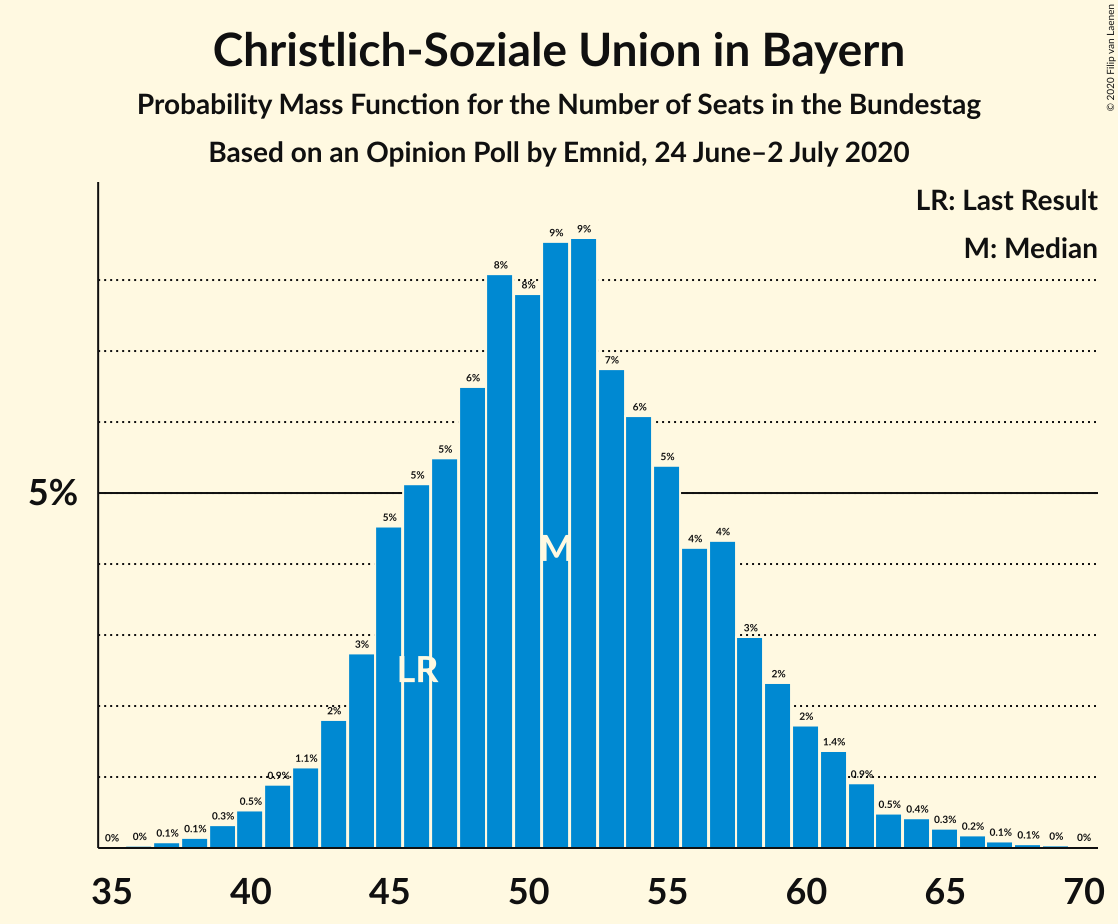 Christlich-Soziale Union in Bayern
Probability Mass Function for the Number of Seats in the Bundestag
Based on an Opinion Poll by Emnid, 24 June–2 July 2020
© 2020 Filip van Laenen
LR: Last Result
M: Median
5%
0% 0% 0.1% 0.1% 0.3% 0.5% 0.9% 1.1% 2% 3% 5% 5% 5% 6% 8% 8% 9% 9% 7% 6% 5% 4% 4% 3% 2% 2% 1.4% 0.9% 0.5% 0.4% 0.3% 0.2% 0.1% 0.1% 0% 0%
M
LR
35 40 45 50 55 60 65 70